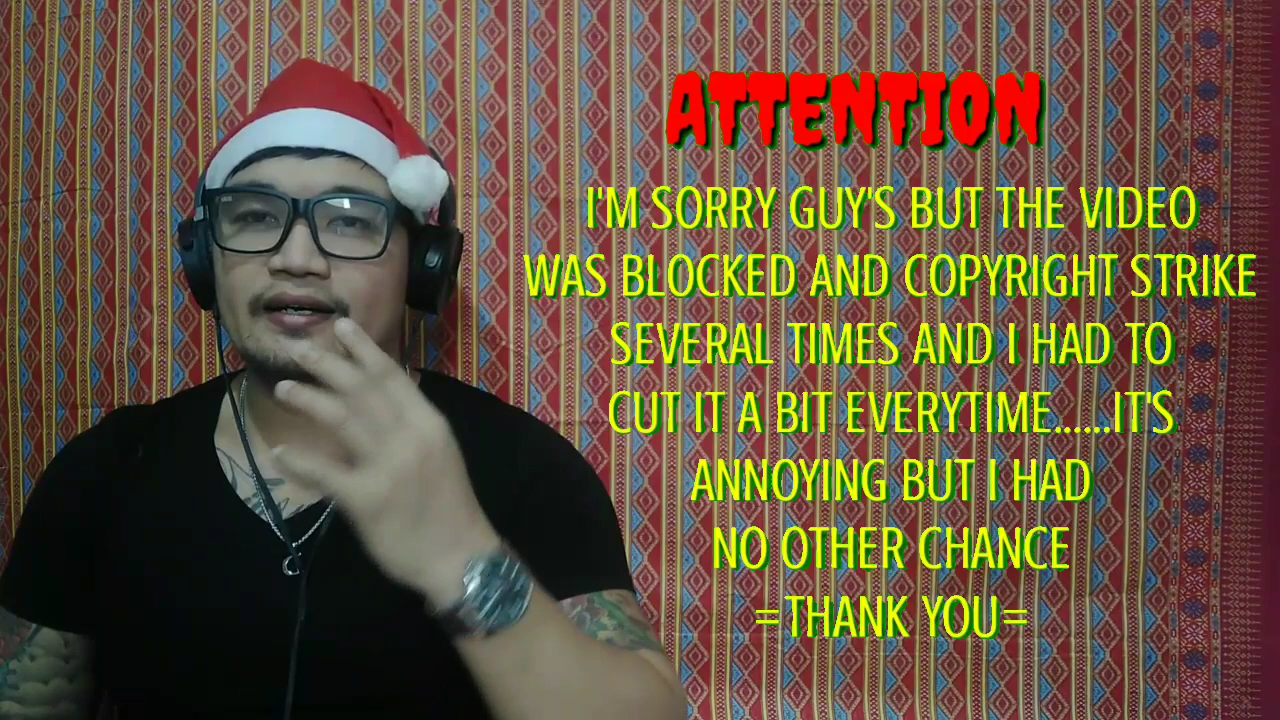 ATTENTION
I'M SORRY GUY'S BUT THE VIDEO
WAS BLOCKED AND COPYRIGHT STRIKE
SEVERAL TIMES AND I HAD TO
CUT IT A BIT EVERYTIME......IT'S
ANNOYING BUT I HAD
NO OTHER CHANCE
=THANK YOU=